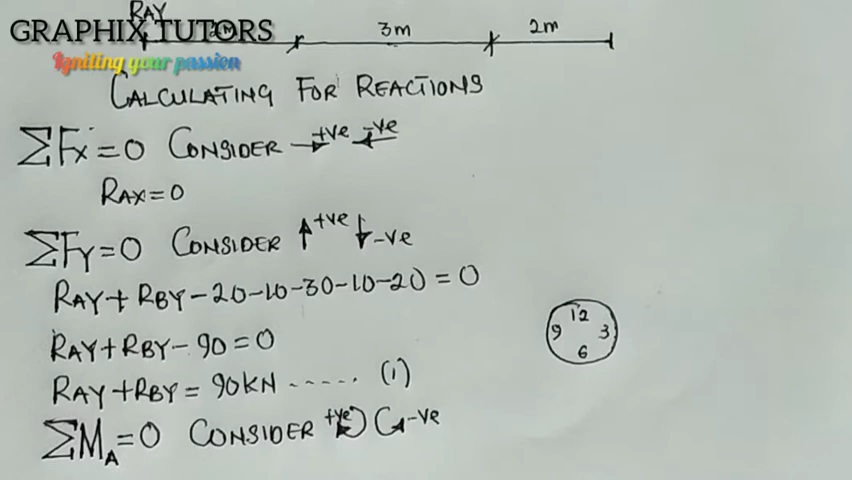 RAY
GRAPHIX TUTORS
3m 2m
Igniting your passion
CALCULATING FOR REACTIONS
ΣFx=0 CONSIDER +ve -ve
RAX=0
ΣFy=0 CONSIDER +ve -ve
RAY+RBY-20-10-30-10-20=0
RAY+RBY-90=0
RAY+RBY=90KN ...... (1)
ΣMA=0 CONSIDER +ve -ve
12
9 3
6